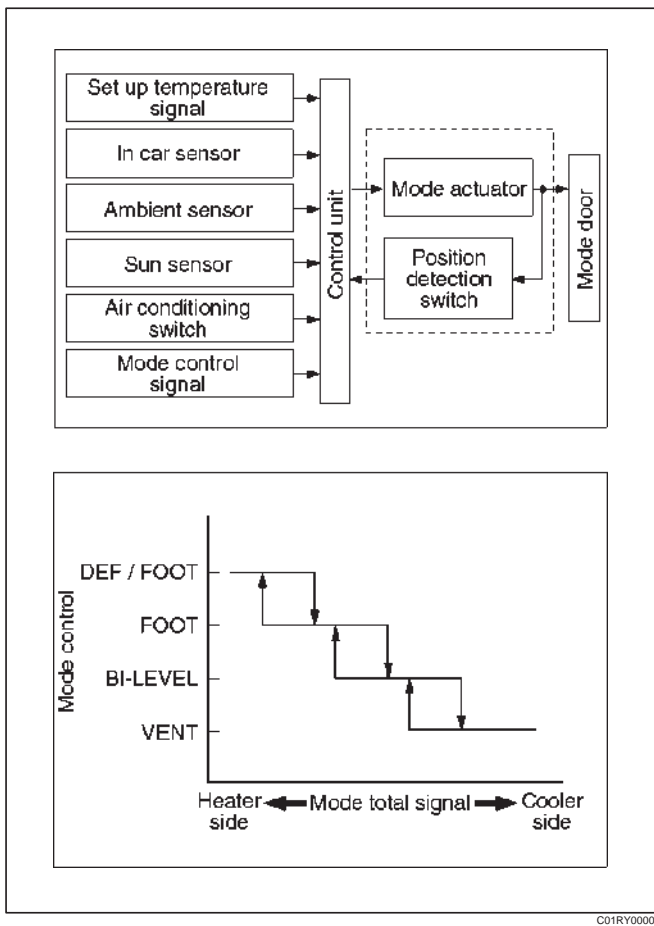 Set up temperature
signal
In car sensor
Ambient sensor
Sun sensor
Air conditioning
switch
Mode control
signal
Control unit
Mode actuator
Position
detection
switch
Mode door
Mode control
DEF / FOOT
FOOT
BI-LEVEL
VENT
Heater
side
Mode total signal
Cooler
side
C01RY0000